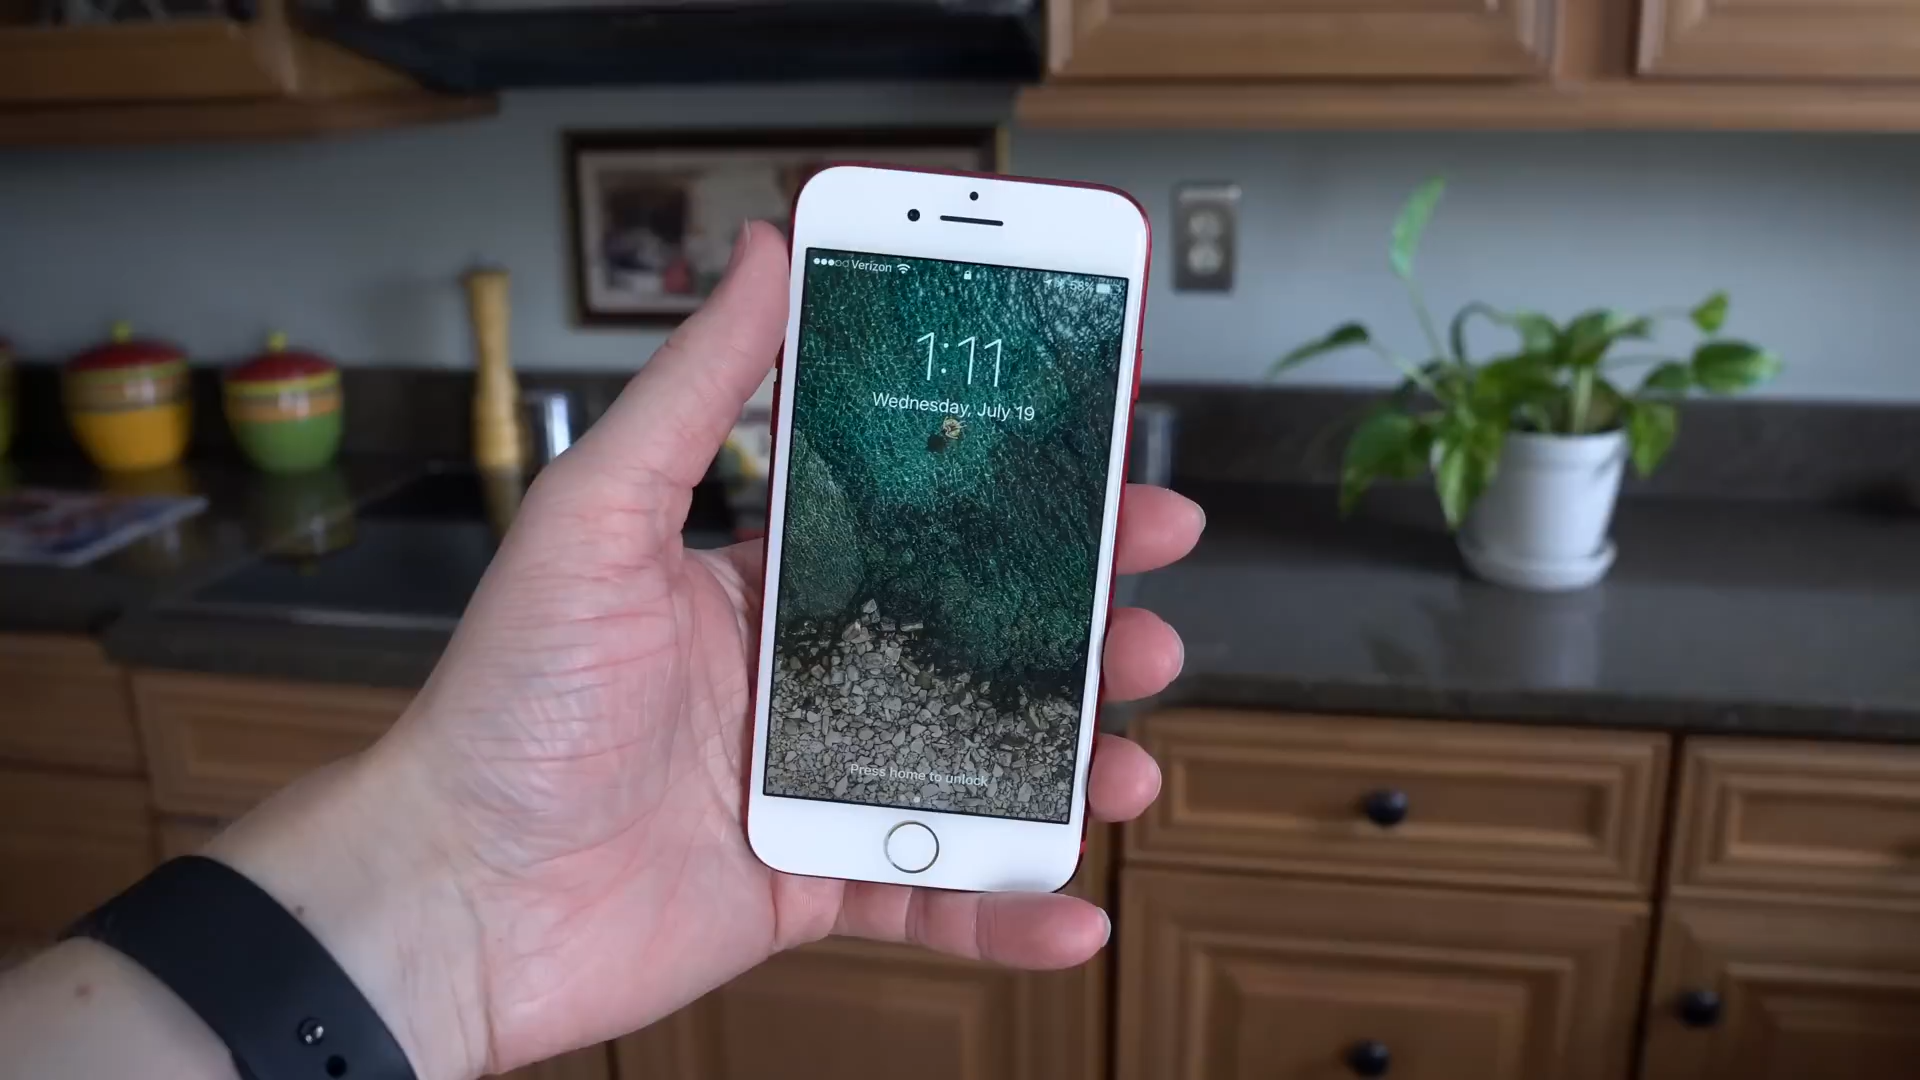 Verizon
58%
1:11
Wednesday, July 19
Press home to unlock